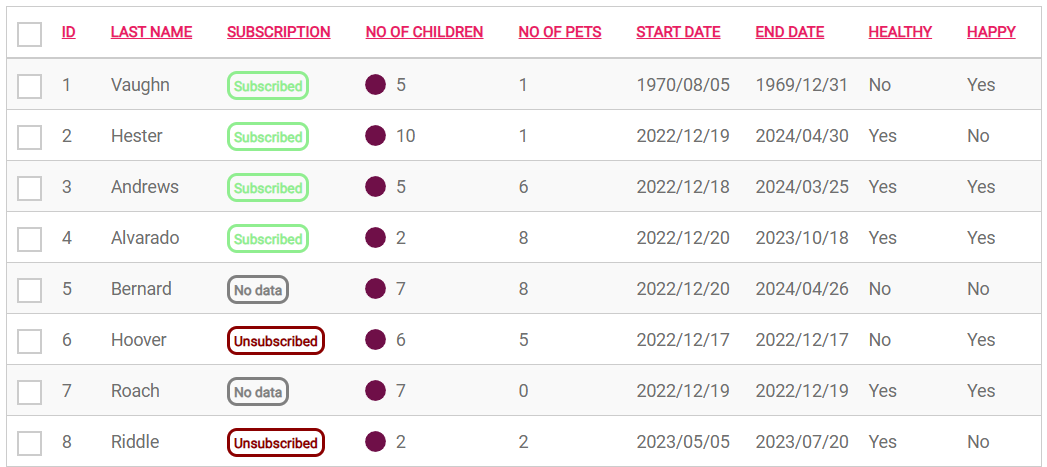 ID LAST NAME SUBSCRIPTION NO OF CHILDREN NO OF PETS START DATE END DATE HEALTHY HAPPY
1 Vaughn Subscribed 5 1 1970/08/05 1969/12/31 No Yes
2 Hester Subscribed 10 1 2022/12/19 2024/04/30 Yes No
3 Andrews Subscribed 5 6 2022/12/18 2024/03/25 Yes Yes
4 Alvarado Subscribed 2 8 2022/12/20 2023/10/18 Yes Yes
5 Bernard No data 7 8 2022/12/20 2024/04/26 No No
6 Hoover Unsubscribed 6 5 2022/12/17 2022/12/17 No Yes
7 Roach No data 7 0 2022/12/19 2022/12/19 Yes Yes
8 Riddle Unsubscribed 2 2 2023/05/05 2023/07/20 Yes No